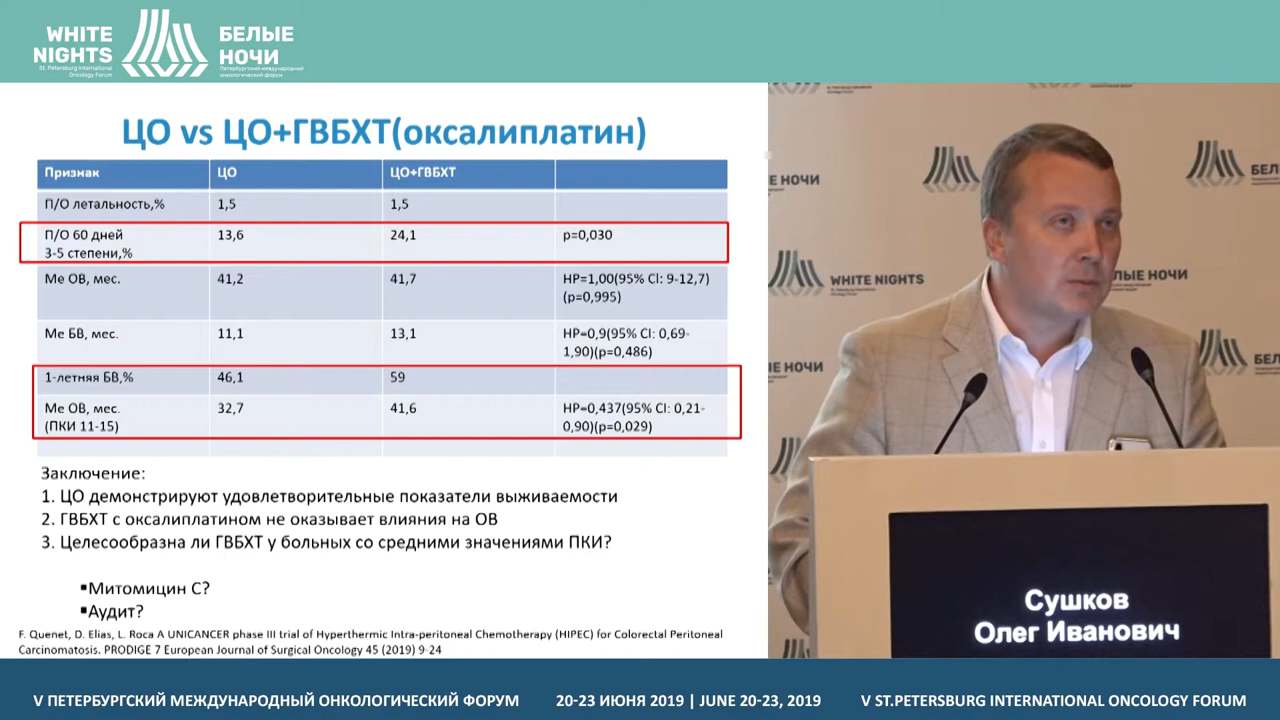 WHITE
NIGHTS
St. Petersburg International
Oncology Forum
БЕЛЫЕ
НОЧИ
Петербургский международный
онкологический форум
ЦО vs ЦО+ГВБХТ(оксалиплатин)
Признак ЦО ЦО+ГВБХТ
П/О летальность,% 1,5 1,5
П/О 60 дней 13,6 24,1 p=0,030
3-5 степени,%
Ме ОВ, мес. 41,2 41,7 НР=1,00(95% CI: 9-12,7)
(p=0,995)
Ме БВ, мес. 11,1 13,1 НР=0,9(95% CI: 0,69-
1,90)(p=0,486)
1-летняя БВ,% 46,1 59
Ме ОВ, мес. 32,7 41,6 НР=0,437(95% CI: 0,21-
(ПКИ 11-15) 0,90)(p=0,029)
Заключение:
1. ЦО демонстрируют удовлетворительные показатели выживаемости
2. ГВБХТ с оксалиплатином не оказывает влияния на ОВ
3. Целесообразна ли ГВБХТ у больных со средними значениями ПКИ?
▪Митомицин С?
▪Аудит?
F. Quenet, D. Elias, L. Roca A UNICANCER phase III trial of Hyperthermic Intra-peritoneal Chemotherapy (HIPEC) for Colorectal Peritoneal
Carcinomatosis. PRODIGE 7 European Journal of Surgical Oncology 45 (2019) 9-24
БЕЛЫЕ НОЧИ
WHITE NIGHTS
БЕЛЫЕ НОЧИ
Сушков
Олег Иванович
V ПЕТЕРБУРГСКИЙ МЕЖДУНАРОДНЫЙ ОНКОЛОГИЧЕСКИЙ ФОРУМ 20-23 ИЮНЯ 2019 | JUNE 20-23, 2019 V ST.PETERSBURG INTERNATIONAL ONCOLOGY FORUM